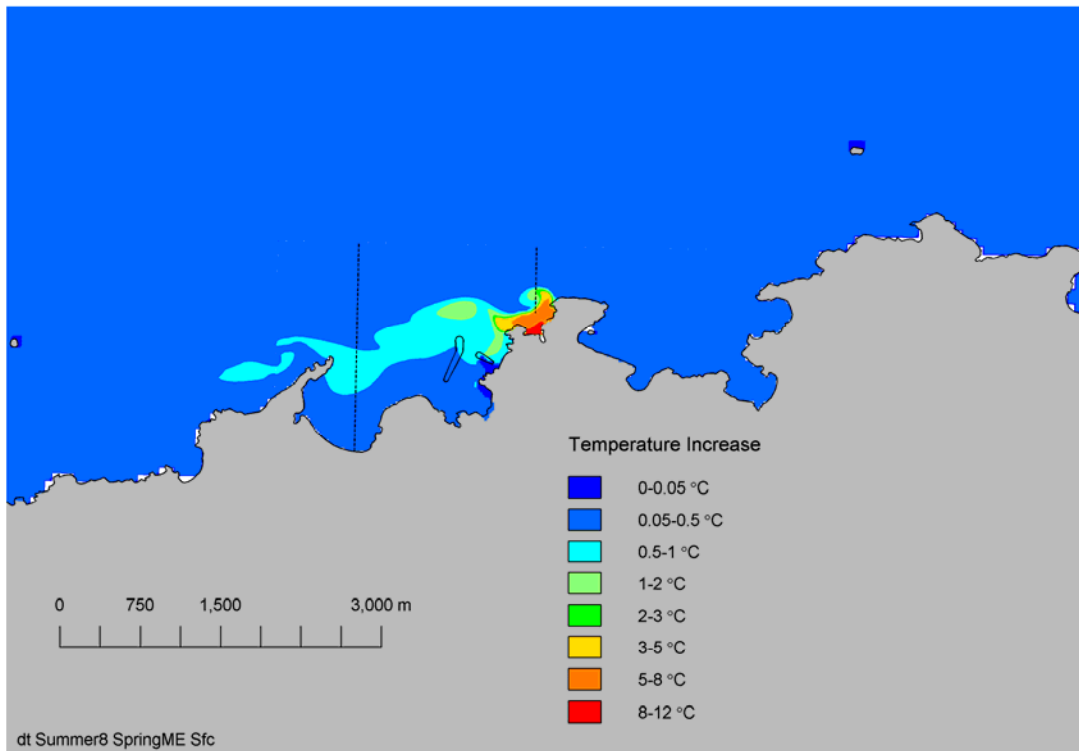 Temperature Increase
0-0.05 °C
0.05-0.5 °C
0.5-1 °C
1-2 °C
2-3 °C
3-5 °C
5-8 °C
8-12 °C
0 750 1,500 3,000 m
dt Summer8 SpringME Sfc